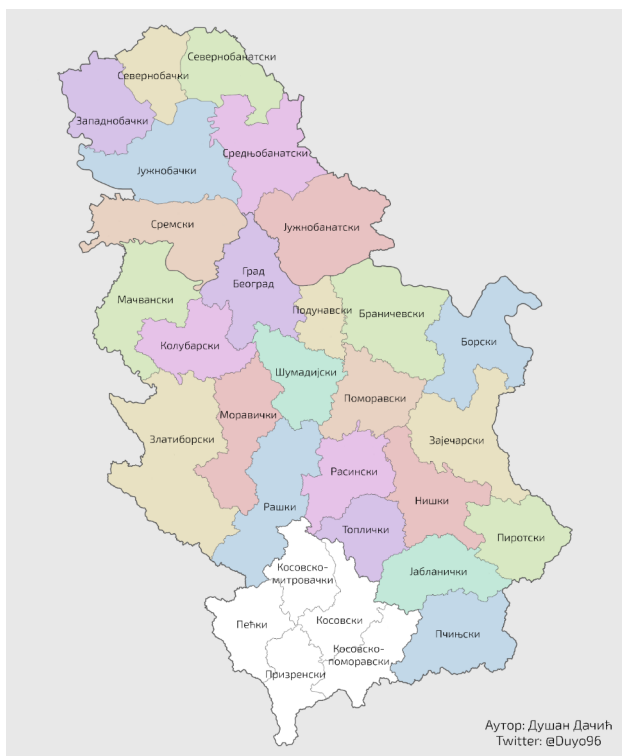 Севернобанатски
Севернобачки
Западнобачки
Средњобанатски
Јужнобачки
Сремски
Јужнобанатски
Град
Београд
Мачвански
Подунавски
Браничевски
Борски
Колубарски
Шумадијски
Поморавски
Моравички
Златиборски
Зајечарски
Расински
Нишки
Рашки
Топлички
Пиротски
Јабланички
Косовско-
митровачки
Пећки
Косовски
Пчињски
Косовско-
поморавски
Призренски
Аутор: Душан Дачић
Twitter: @Duyo96